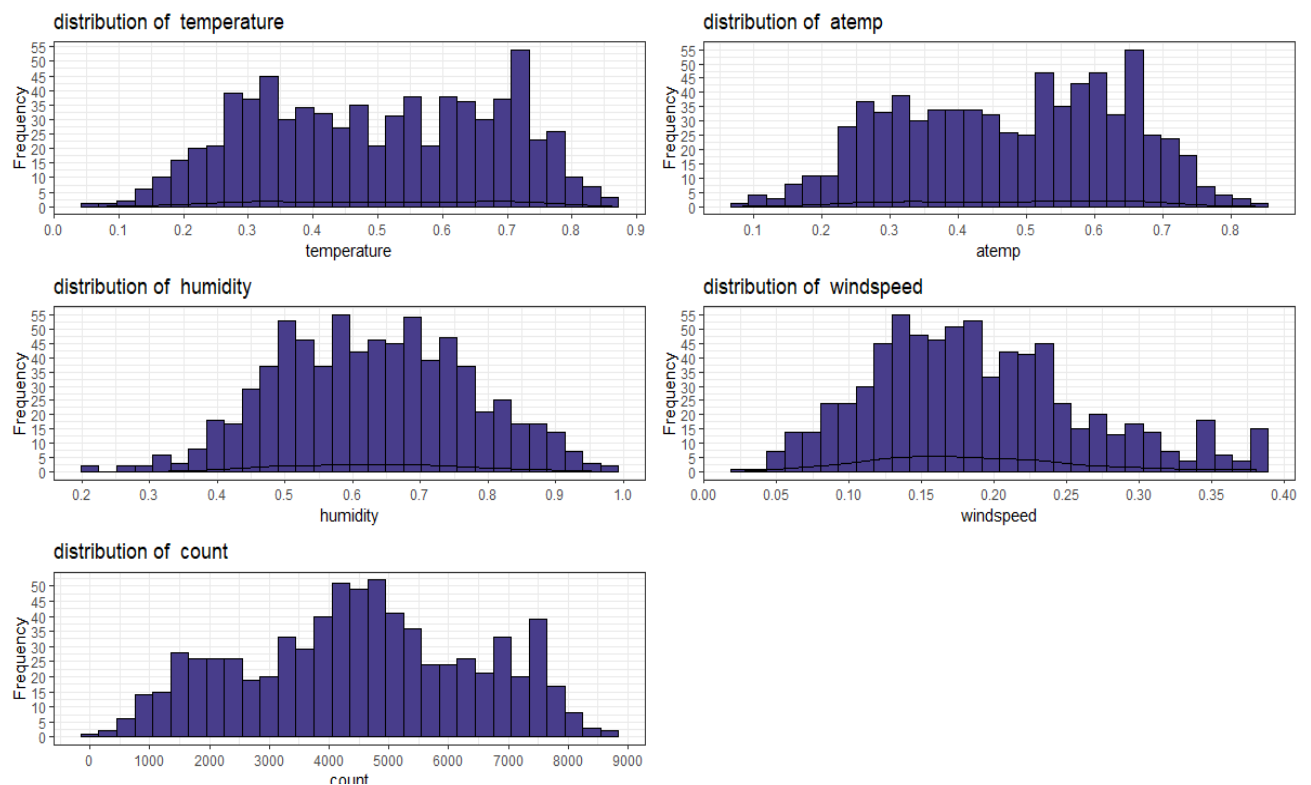 distribution of temperature
Frequency
55
50
45
40
35
30
25
20
15
10
5
0
0.0 0.1 0.2 0.3 0.4 0.5 0.6 0.7 0.8 0.9
temperature
distribution of atemp
Frequency
55
50
45
40
35
30
25
20
15
10
5
0
0.1 0.2 0.3 0.4 0.5 0.6 0.7 0.8
atemp
distribution of humidity
Frequency
55
50
45
40
35
30
25
20
15
10
5
0
0.2 0.3 0.4 0.5 0.6 0.7 0.8 0.9 1.0
humidity
distribution of windspeed
Frequency
55
50
45
40
35
30
25
20
15
10
5
0
0.00 0.05 0.10 0.15 0.20 0.25 0.30 0.35 0.40
windspeed
distribution of count
Frequency
50
45
40
35
30
25
20
15
10
5
0
0 1000 2000 3000 4000 5000 6000 7000 8000 9000
count